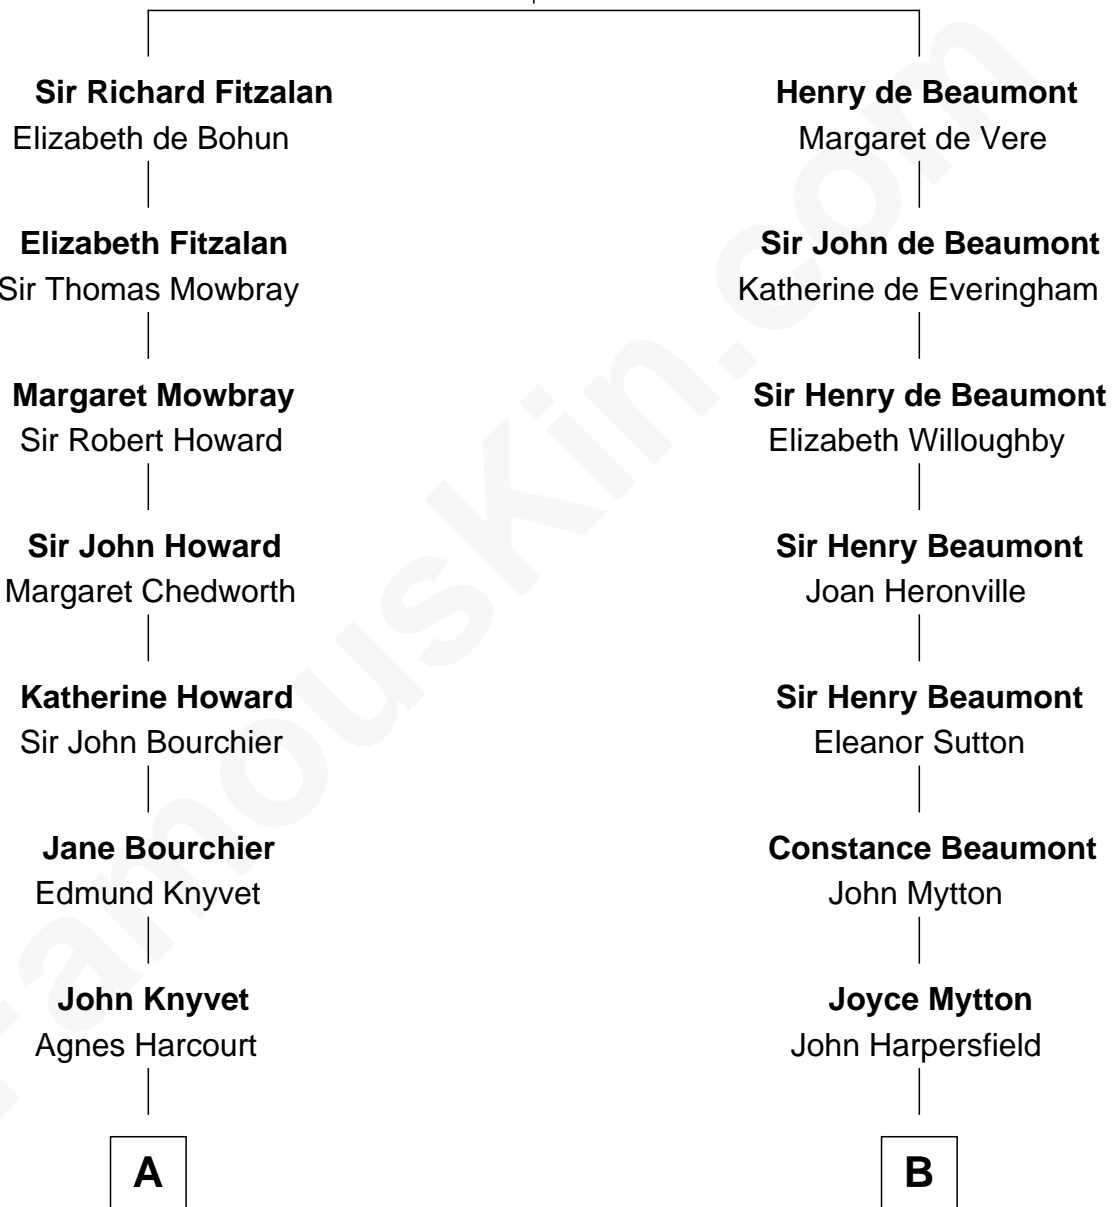 Sir Richard Fitzalan
Elizabeth de Bohun
Elizabeth Fitzalan
Sir Thomas Mowbray
Margaret Mowbray
Sir Robert Howard
Sir John Howard
Margaret Chedworth
Katherine Howard
Sir John Bourchier
Jane Bourchier
Edmund Knyvet
John Knyvet
Agnes Harcourt
A
Henry de Beaumont
Margaret de Vere
Sir John de Beaumont
Katherine de Everingham
Sir Henry de Beaumont
Elizabeth Willoughby
Sir Henry Beaumont
Joan Heronville
Sir Henry Beaumont
Eleanor Sutton
Constance Beaumont
John Mytton
Joyce Mytton
John Harpersfield
B
FamousKin.com